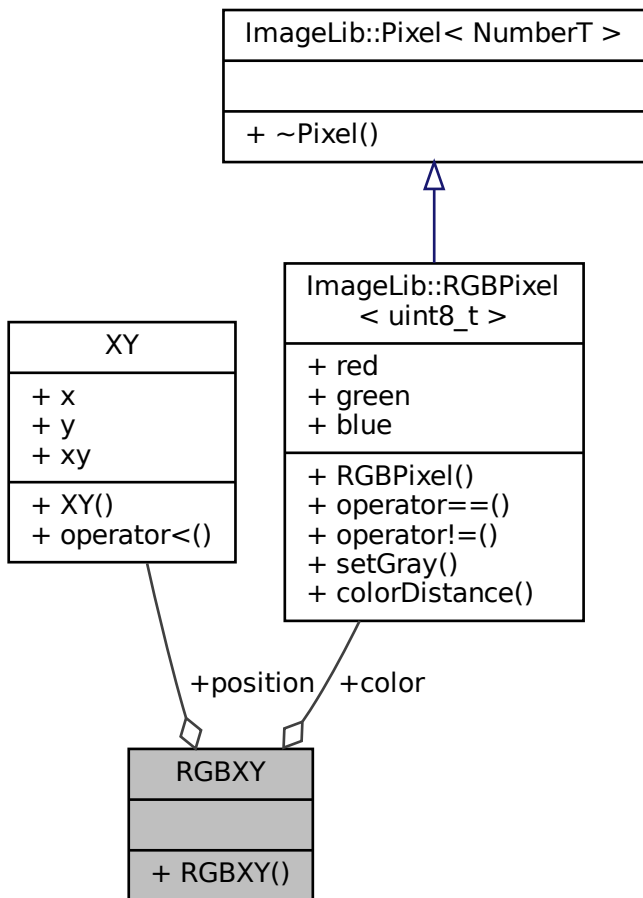 ImageLib::Pixel< NumberT >
+ ~Pixel()
ImageLib::RGBPixel
< uint8_t >
+ red
+ green
+ blue
+ RGBPixel()
+ operator==()
+ operator!=()
+ setGray()
+ colorDistance()
XY
+ x
+ y
+ xy
+ XY()
+ operator<()
+position
+color
RGBXY
+ RGBXY()